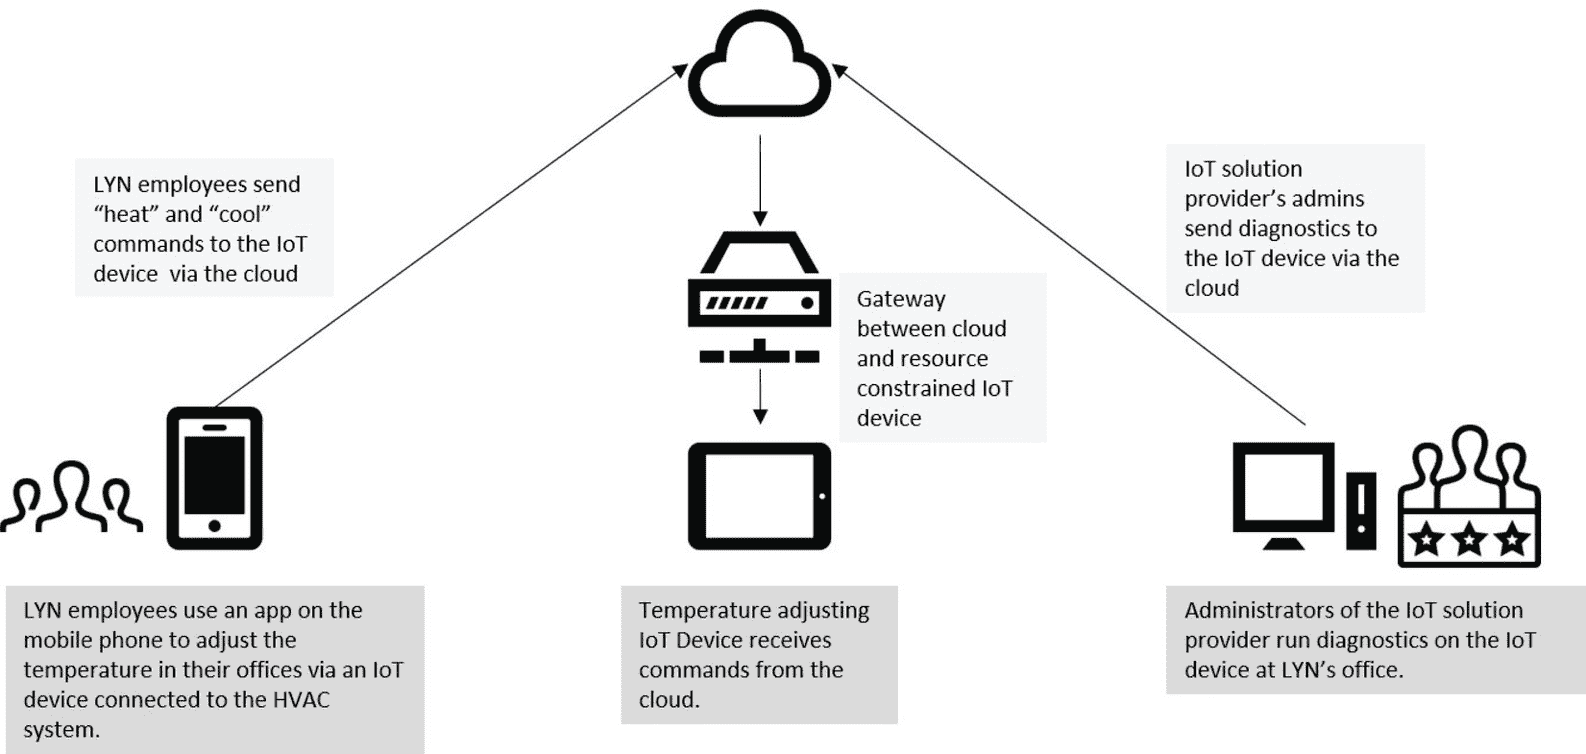 LYN employees send
“heat” and “cool”
commands to the IoT
device  via the cloud
IoT solution
provider’s admins
send diagnostics to
the IoT device via the
cloud
Gateway
between cloud
and resource
constrained IoT
device
LYN employees use an app on the
mobile phone to adjust the
temperature in their offices via an IoT
device connected to the HVAC
system.
Temperature adjusting
IoT Device receives
commands from the
cloud.
Administrators of the IoT solution
provider run diagnostics on the IoT
device at LYN’s office.